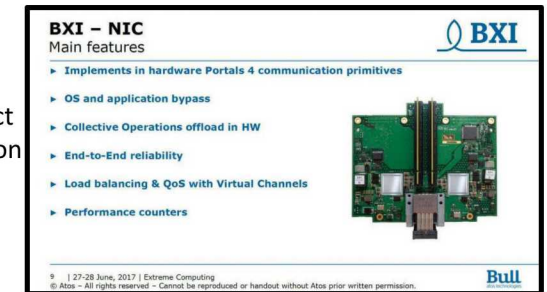 BXI – NIC
Main features
BXI
► Implements in hardware Portals 4 communication primitives
► OS and application bypass
ct
► Collective Operations offload in HW
on
► End-to-End reliability
► Load balancing & QoS with Virtual Channels
► Performance counters
9 | 27-28 June, 2017 | Extreme Computing
© Atos – All rights reserved – Cannot be reproduced or handout without Atos prior written permission.
Bull